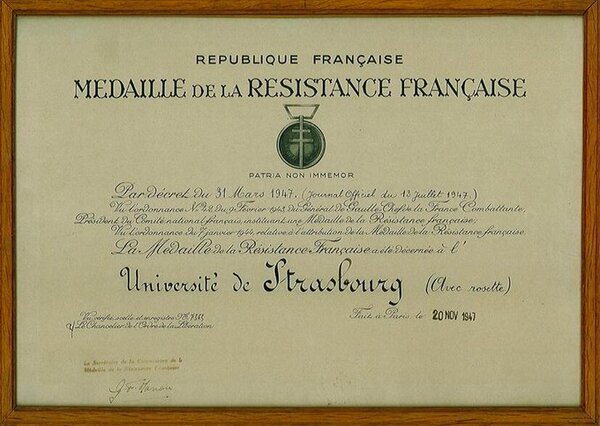 REPUBLIQUE FRANÇAISE
MEDAILLE DE LA RESISTANCE FRANÇAISE
PATRIA NON IMMEMOR
Par décret du 31 Mars 1947. (Journal Officiel du 13 Juillet 1947.)
Vu l'ordonnance N° du 9 Février 1943 du Général de Gaulle, Chef de la France Combattante,
Président du Comité national français, instituant une Médaille de la Résistance française;
Vu l'ordonnance du 7 janvier 1944, relative à l'attribution de la Médaille de la Résistance française.
La Médaille de la Résistance Française a été décernée à l'
Université de Strasbourg (Avec rosette)
Vu, vérifié, scellé et enregistré N°
Fait à Paris le 20 NOV 1947
Le Chancelier de l'Ordre de la Libération
Le Secrétaire de la Commission de la
Médaille de la Résistance Française